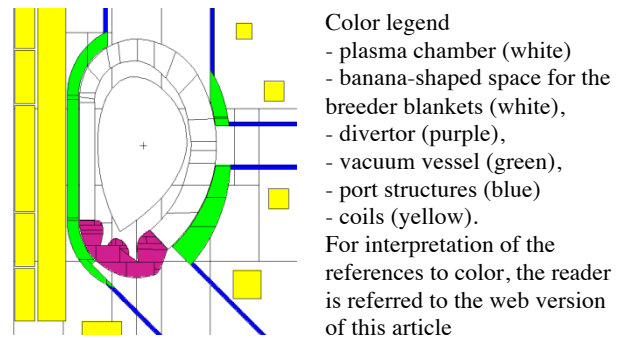 Color legend
- plasma chamber (white)
- banana-shaped space for the
breeder blankets (white),
- divertor (purple),
- vacuum vessel (green),
- port structures (blue)
- coils (yellow).
For interpretation of the
references to color, the reader
is referred to the web version
of this article